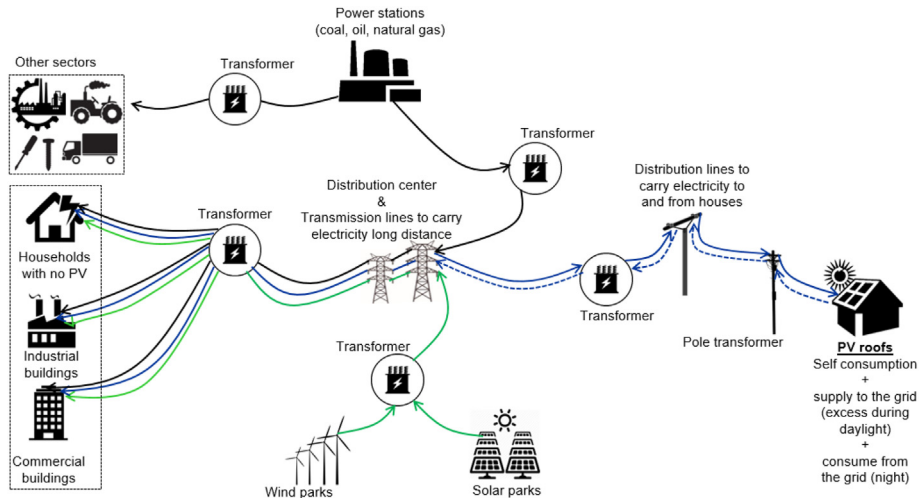 Power stations
(coal, oil, natural gas)
Other sectors
Transformer
Transformer
Distribution lines to
carry electricity to
and from houses
Distribution center
&
Transmission lines to carry
electricity long distance
Transformer
Households
with no PV
Transformer
Pole transformer
PV roofs
Self consumption
+
supply to the grid
(excess during
daylight)
+
consume from
the grid (night)
Industrial
buildings
Transformer
Commercial
buildings
Wind parks
Solar parks